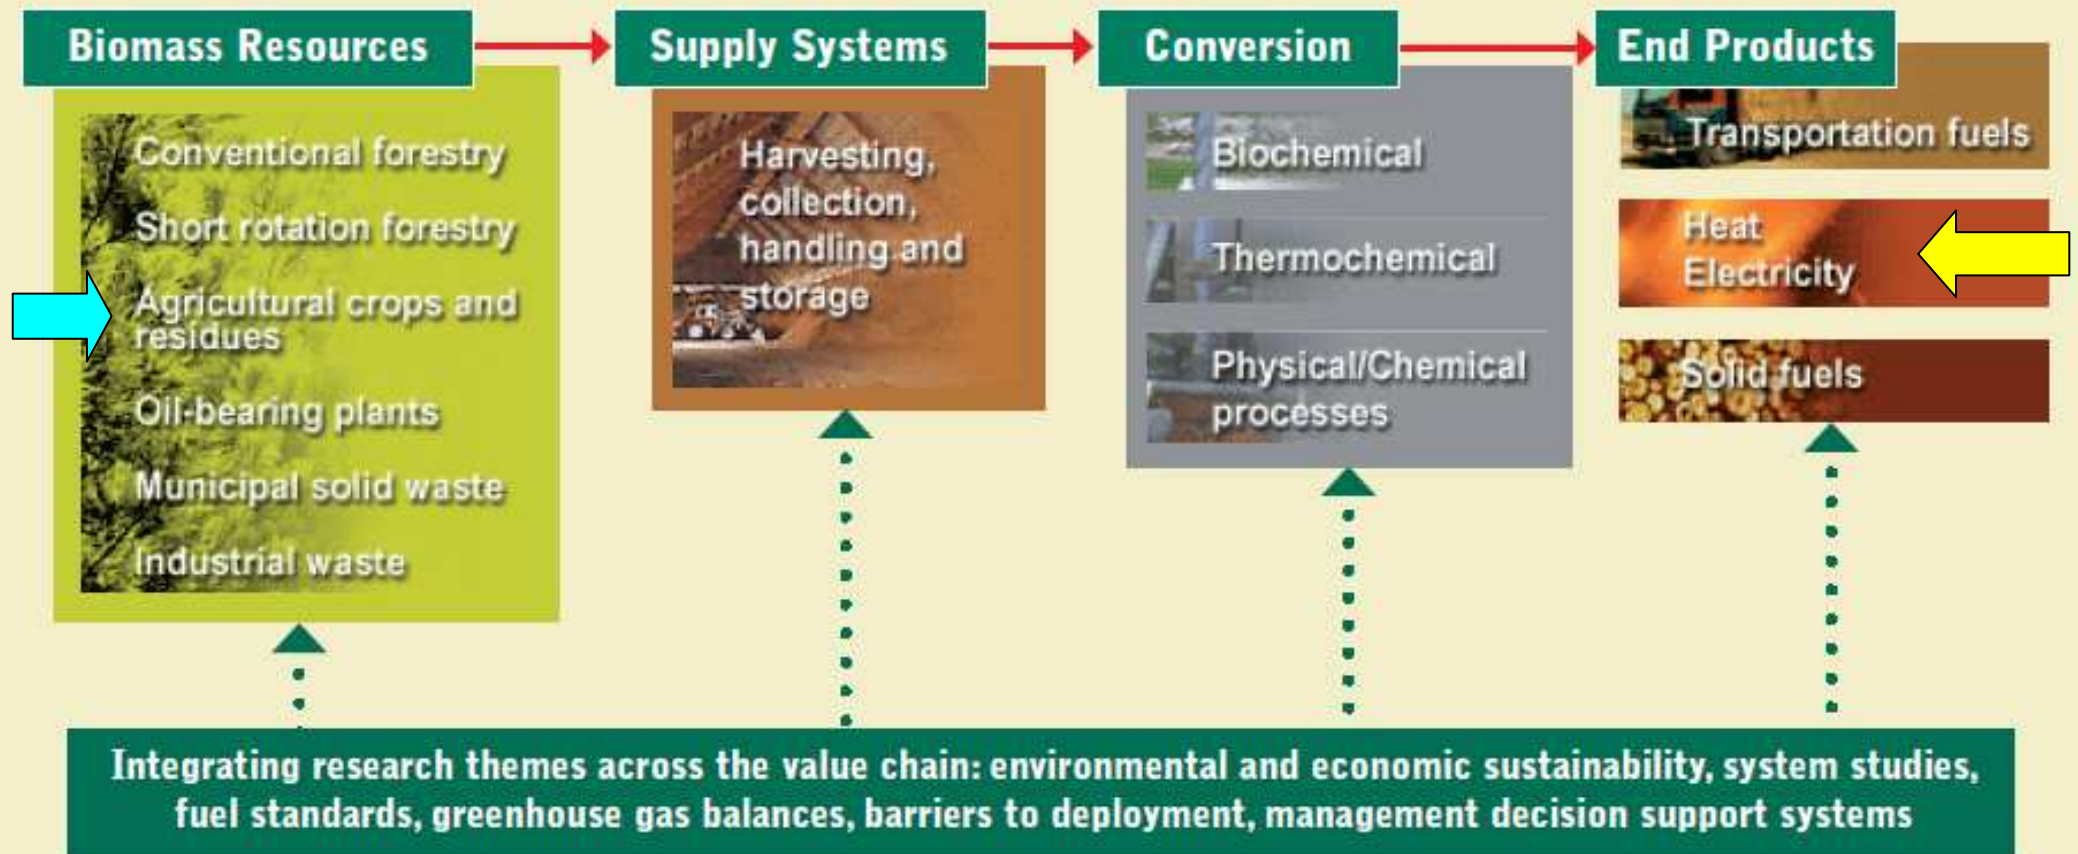 Biomass Resources
Supply Systems
Conversion
End Products
Conventional forestry
Short rotation forestry
Agricultural crops and
residues
Oil-bearing plants
Municipal solid waste
Industrial waste
Harvesting,
collection,
handling and
storage
Biochemical
Thermochemical
Physical/Chemical
processes
Transportation fuels
Heat
Electricity
Solid fuels
Integrating research themes across the value chain: environmental and economic sustainability, system studies,
fuel standards, greenhouse gas balances, barriers to deployment, management decision support systems